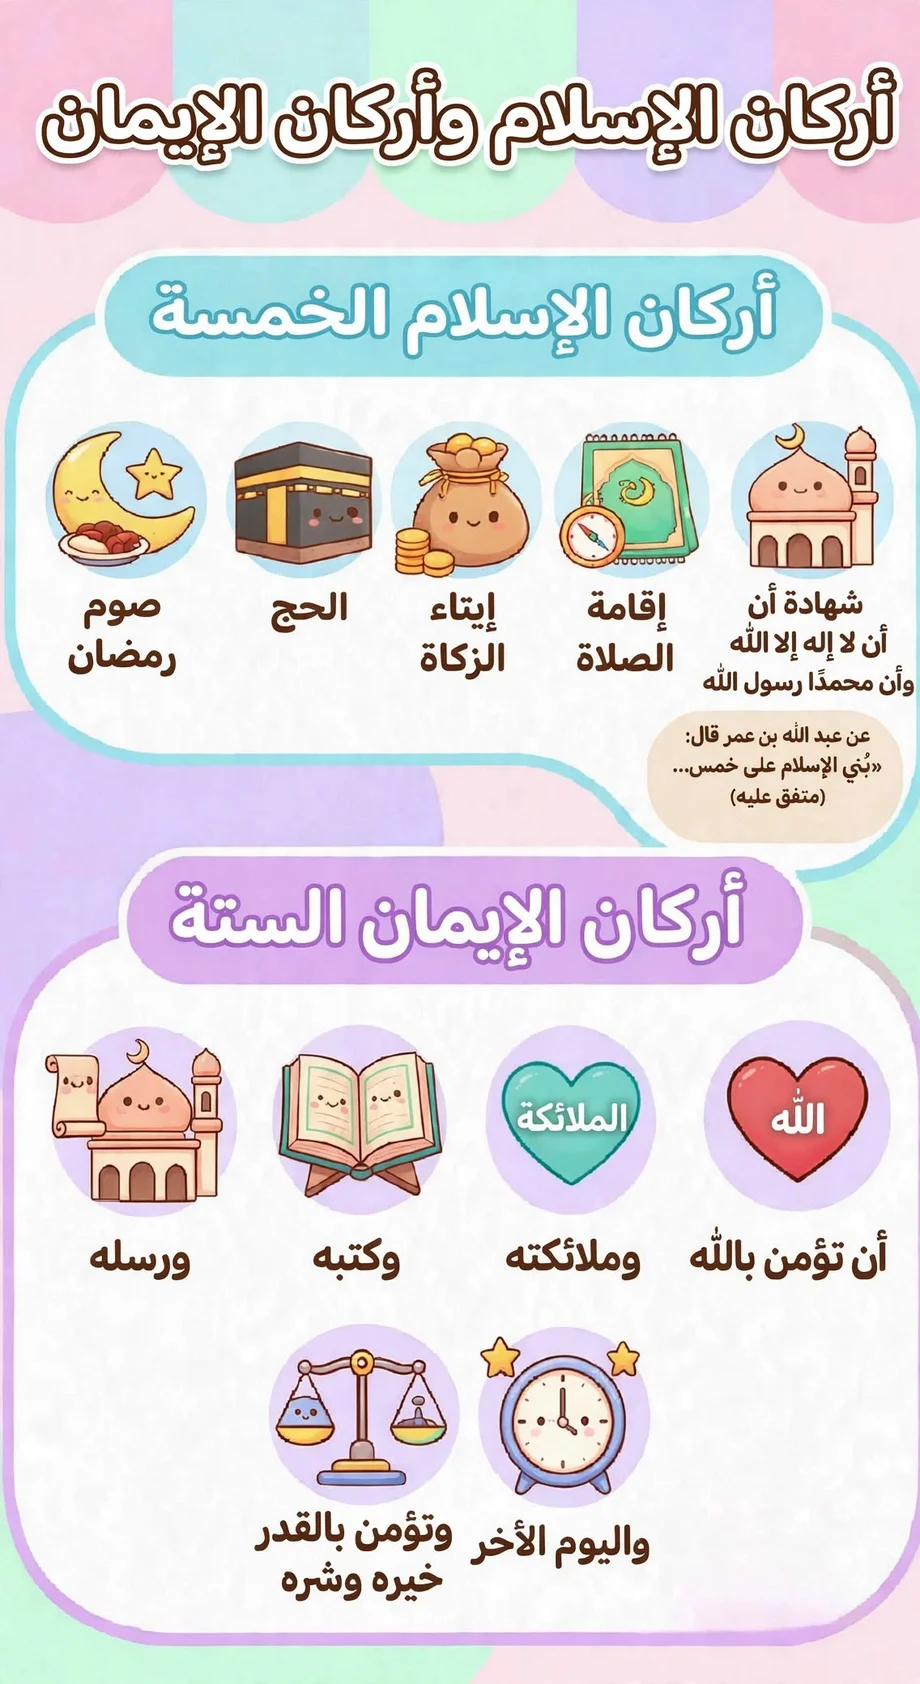 أركان الإسلام وأركان الإيمان
أركان الإسلام الخمسة
شهادة أن
أن لا إله إلا الله
وأن محمدًا رسول الله
إقامة
الصلاة
إيتاء
الزكاة
الحج
صوم
رمضان
عن عبد الله بن عمر قال:
«بُني الإسلام على خمس...
(متفق عليه)
أركان الإيمان الستة
الله
أن تؤمن بالله
الملائكة
وملائكته
وكتبه
ورسله
واليوم الأخر
وتؤمن بالقدر
خيره وشره